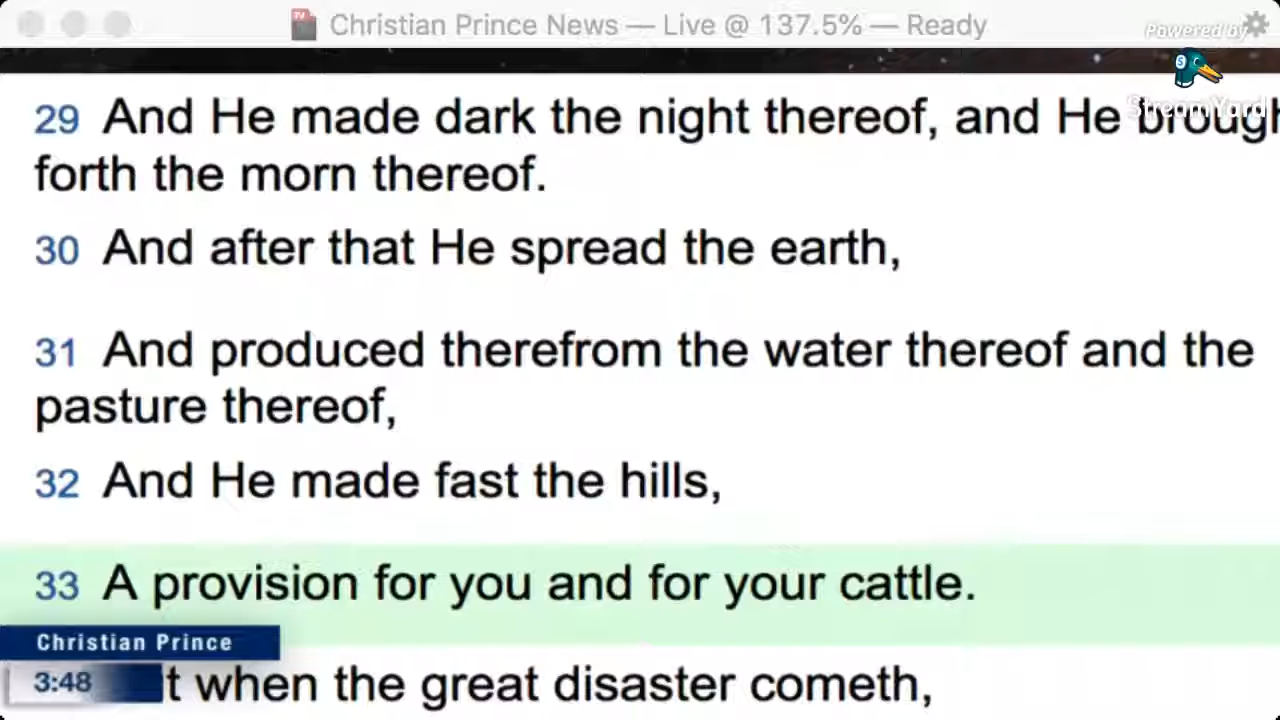 Christian Prince News — Live @ 137.5% — Ready
Powered by
StreamYard
29 And He made dark the night thereof, and He brough
forth the morn thereof.
30 And after that He spread the earth,
31 And produced therefrom the water thereof and the
pasture thereof,
32 And He made fast the hills,
33 A provision for you and for your cattle.
Christian Prince
3:48
t when the great disaster cometh,